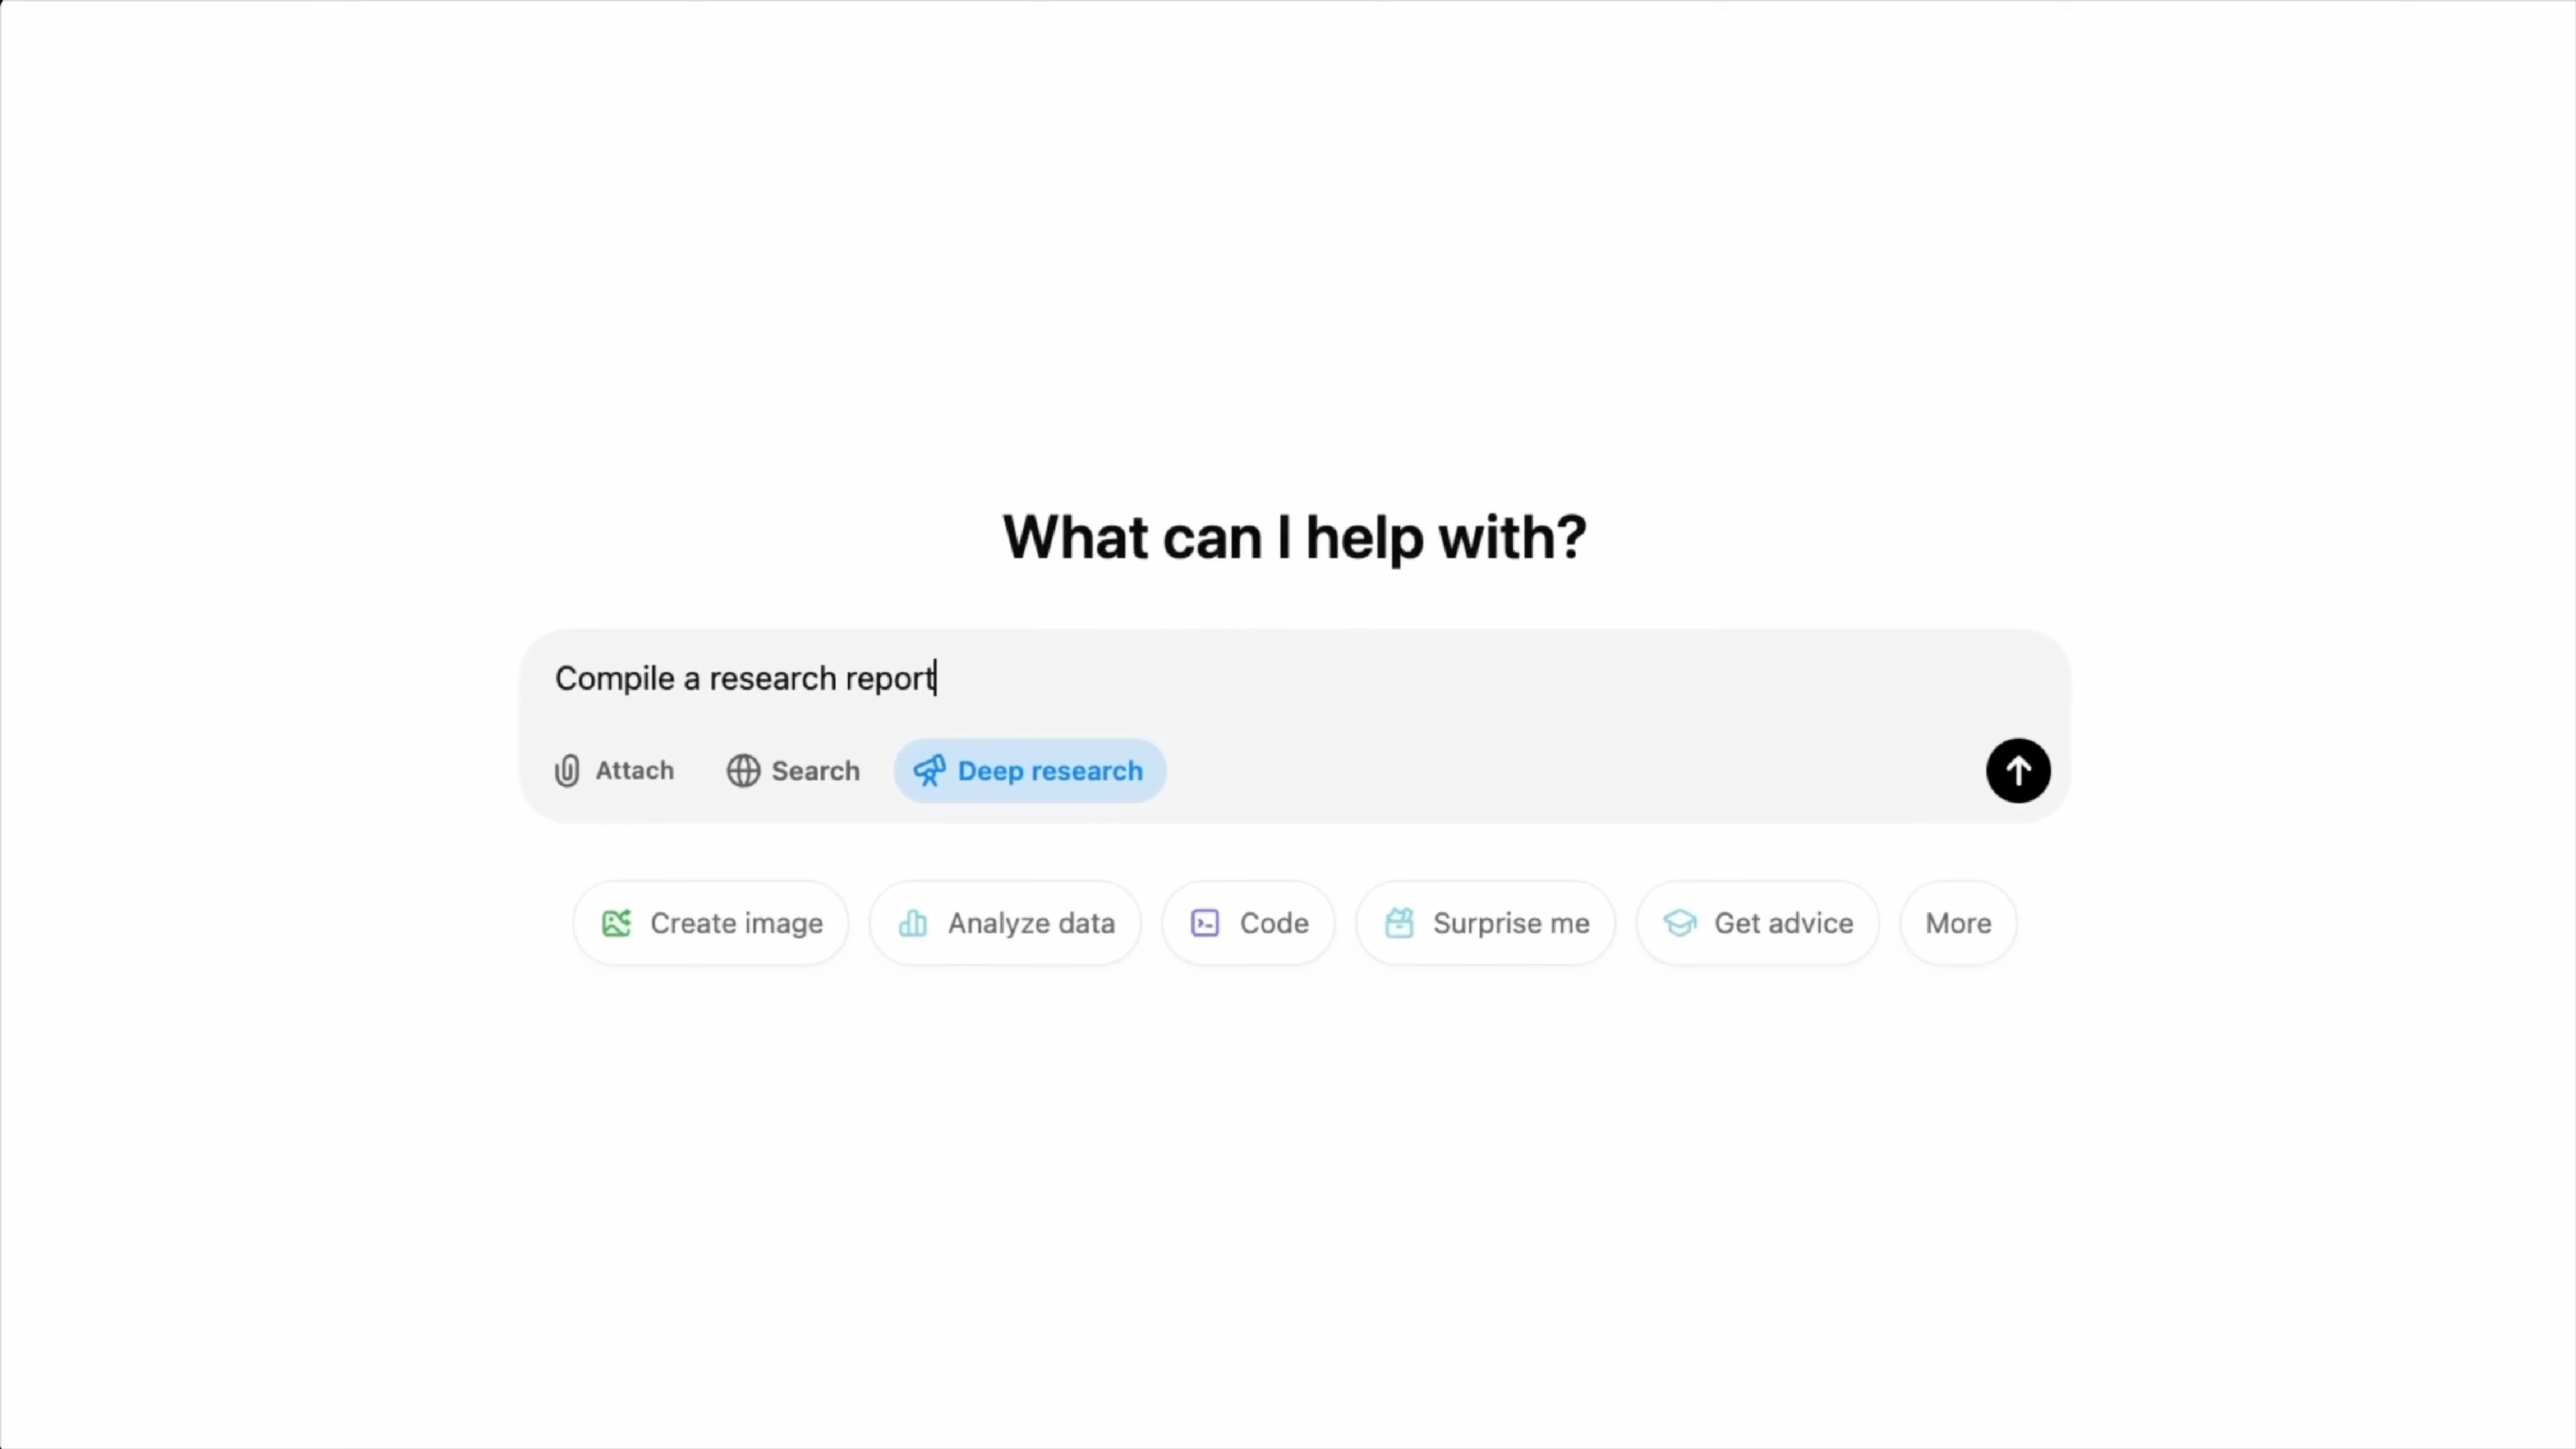 What can I help with?
Compile a research report
Attach Search Deep research
Create image Analyze data Code Surprise me Get advice More